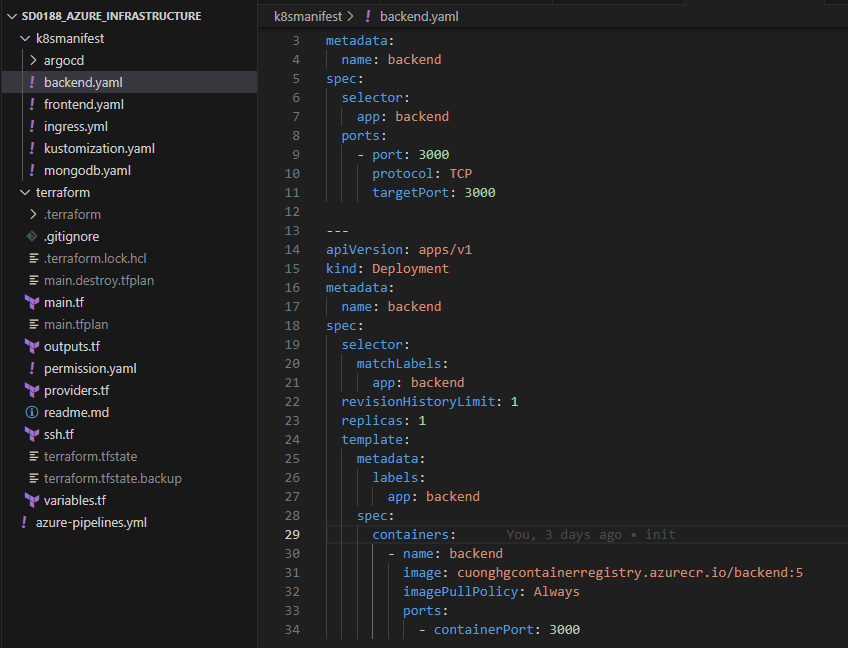 SD0188_AZURE_INFRASTRUCTURE
k8smanifest
argocd
backend.yaml
frontend.yaml
ingress.yml
kustomization.yaml
mongodb.yaml
terraform
.terraform
.gitignore
.terraform.lock.hcl
main.destroy.tfplan
main.tf
main.tfplan
outputs.tf
permission.yaml
providers.tf
readme.md
ssh.tf
terraform.tfstate
terraform.tfstate.backup
variables.tf
azure-pipelines.yml
k8smanifest > ! backend.yaml
3 metadata:
4   name: backend
5 spec:
6   selector:
7     app: backend
8   ports:
9     - port: 3000
10       protocol: TCP
11       targetPort: 3000
12
13 ---
14 apiVersion: apps/v1
15 kind: Deployment
16 metadata:
17   name: backend
18 spec:
19   selector:
20     matchLabels:
21       app: backend
22   revisionHistoryLimit: 1
23   replicas: 1
24   template:
25     metadata:
26       labels:
27         app: backend
28     spec:
29       containers: You, 3 days ago • init
30         - name: backend
31           image: cuonghgcontainerregistry.azurecr.io/backend:5
32           imagePullPolicy: Always
33           ports:
34             - containerPort: 3000